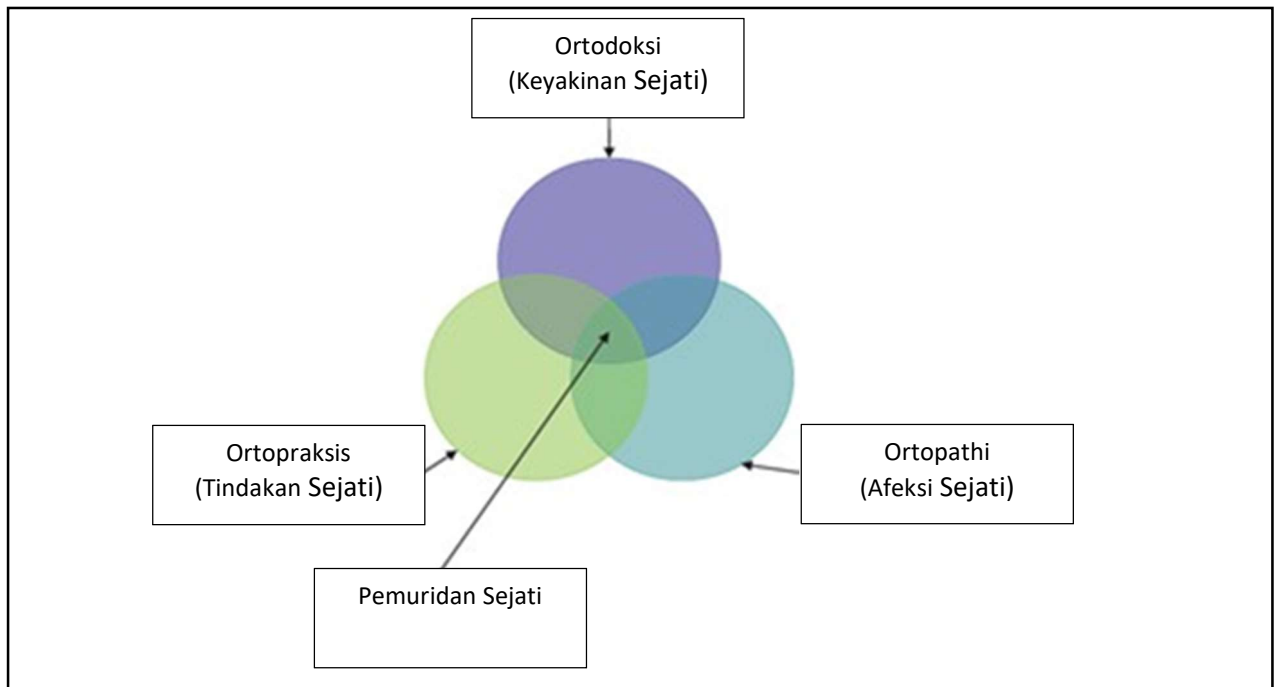 Ortodoksi
(Keyakinan Sejati)
Ortopraksis
(Tindakan Sejati)
Ortopathi
(Afeksi Sejati)
Pemuridan Sejati